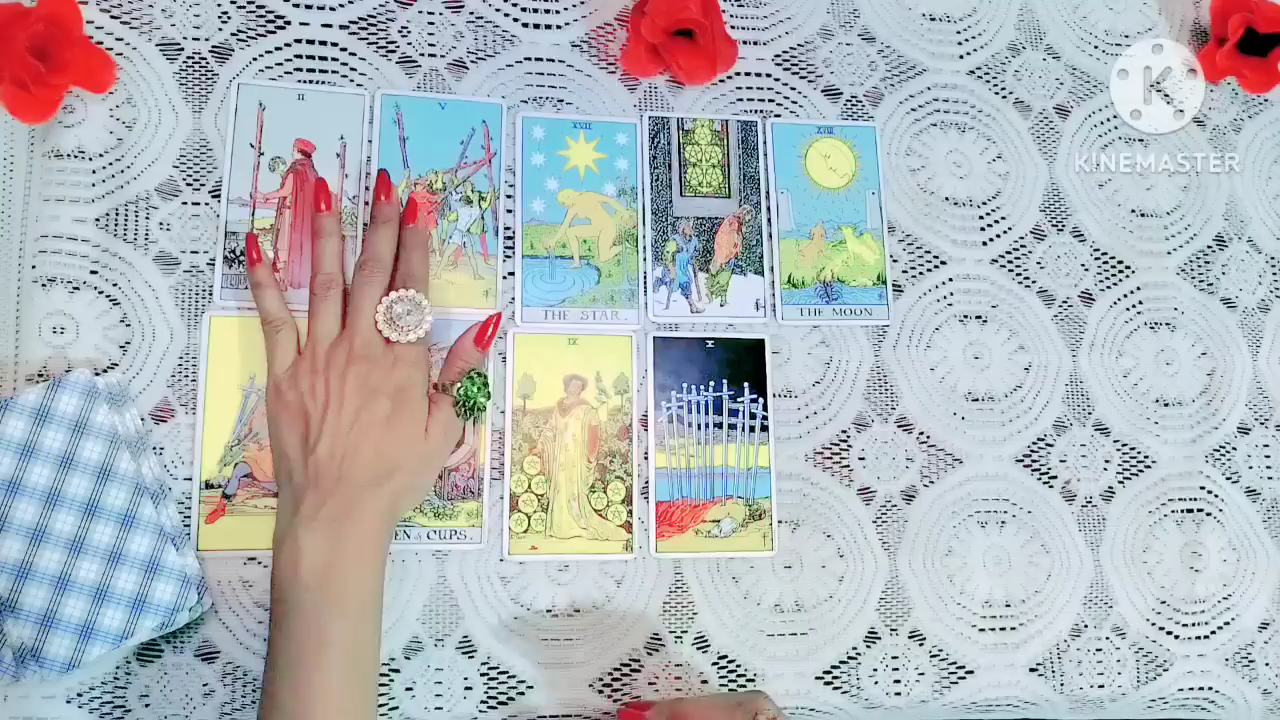 II
V
XVII
XVIII
K
KINEMASTER
THE STAR.
THE MOON
IX
X
EN of CUPS.